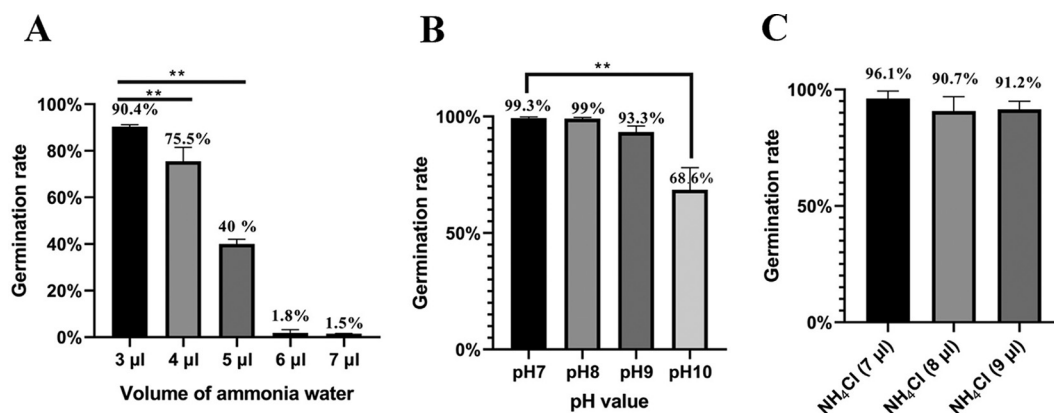 A
**
**
90.4%
75.5%
40 %
1.8%
1.5%
100%
80%
60%
40%
20%
0%
Germination rate
3 µl 4 µl 5 µl 6 µl 7 µl
Volume of ammonia water
B
**
99.3% 99% 93.3%
68.6%
100%
50%
0%
Germination rate
pH7 pH8 pH9 pH10
pH value
C
96.1% 90.7% 91.2%
100%
50%
0%
Germination rate
NH₄Cl (7 µl)
NH₄Cl (8 µl)
NH₄Cl (9 µl)